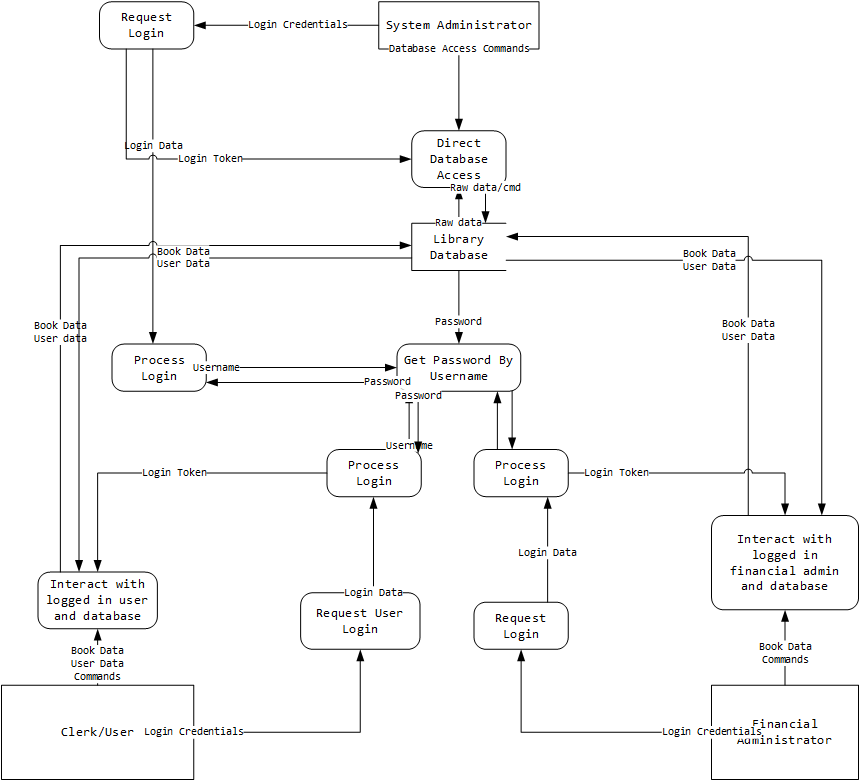 Request
Login
Login Credentials
System Administrator
Database Access Commands
Login Data
Login Token
Direct
Database
Access
Raw data/cmd
Raw data
Library
Database
Book Data
User Data
Book Data
User Data
Book Data
User data
Book Data
User Data
Password
Process
Login
Username
Password
Get Password By
Username
Password
Username
Process
Login
Process
Login
Login Token
Login Token
Interact with
logged in user
and database
Interact with
logged in
financial admin
and database
Login Data
Login Data
Request User
Login
Request
Login
Book Data
User Data
Commands
Book Data
Commands
Clerk/User
Login Credentials
Login Credentials
Financial
Administrator